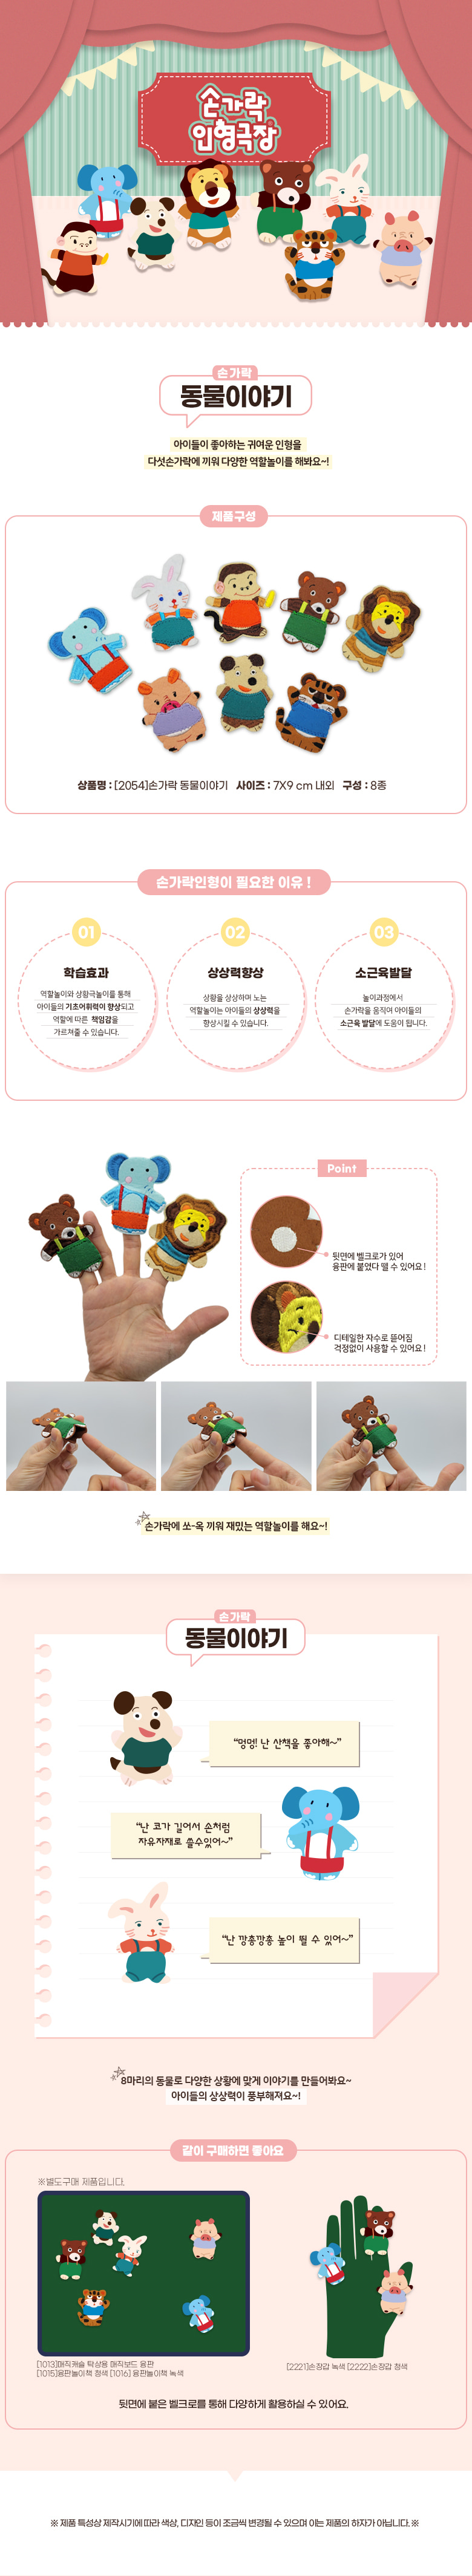 손가락
인형극장
손가락
동물이야기
아이들이 좋아하는 귀여운 인형을
다섯손가락에 끼워 다양한 역할놀이를 해봐요~!
제품구성
상품명 : [2054]손가락 동물이야기 사이즈 : 7X9 cm 내외 구성 : 8종
손가락인형이 필요한 이유 !
01
학습효과
역할놀이와 상황극놀이를 통해
아이들의 기초어휘력이 향상되고
역할에 따른 책임감을
가르쳐줄 수 있습니다.
02
상상력향상
상황을 상상하며 노는
역할놀이는 아이들의 상상력을
향상시킬 수 있습니다.
03
소근육발달
놀이과정에서
손가락을 움직여 아이들의
소근육 발달에 도움이 됩니다.
Point
뒷면에 벨크로가 있어
융판에 붙였다 뗄 수 있어요!
디테일한 자수로 뜯어짐
걱정없이 사용할 수 있어요!
손가락에 쏘-옥 끼워 재밌는 역할놀이를 해요~!
손가락
동물이야기
“멍멍! 난 산책을 좋아해~”
“난 코가 길어서 손처럼
자유자재로 쓸수있어~”
“난 깡총깡총 높이 뛸 수 있어~”
8마리의 동물로 다양한 상황에 맞게 이야기를 만들어봐요~
아이들의 상상력이 풍부해져요~!
같이 구매하면 좋아요
※별도구매 제품입니다.
[1013]매직캐슬 탁상용 매직보드 융판
[1015]융판놀이책 청색 [1016] 융판놀이책 녹색
[2221]손장갑 녹색 [2222]손장갑 청색
뒷면에 붙은 벨크로를 통해 다양하게 활용하실 수 있어요.
※ 제품 특성상 제작시기에 따라 색상, 디자인 등이 조금씩 변경될 수 있으며 이는 제품의 하자가 아닙니다. ※